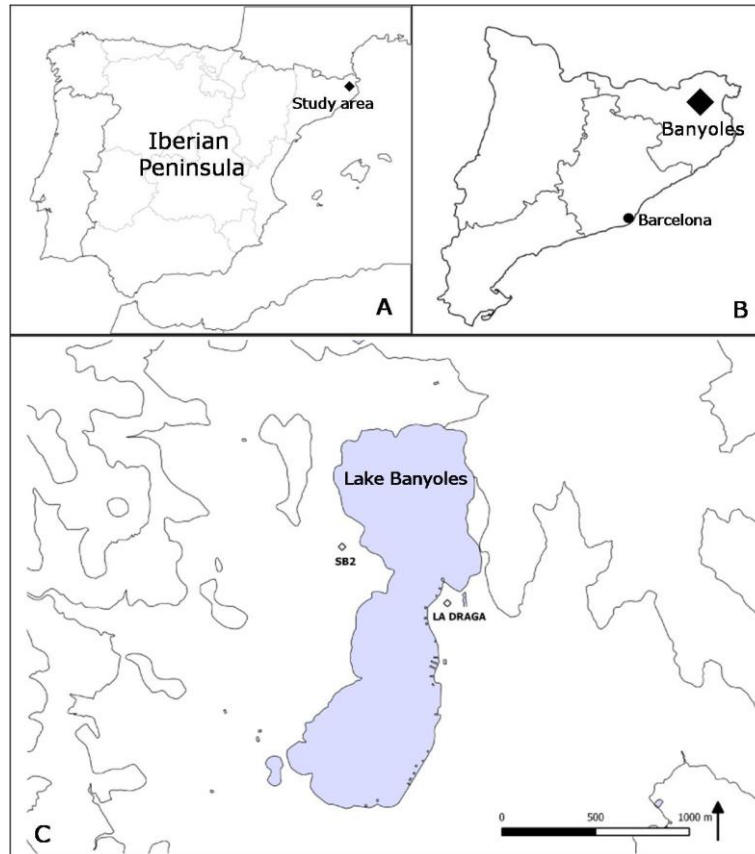 Study area
Iberian
Peninsula
A
Banyoles
Barcelona
B
Lake Banyoles
SB2
LA DRAGA
C
0 500 1000 m